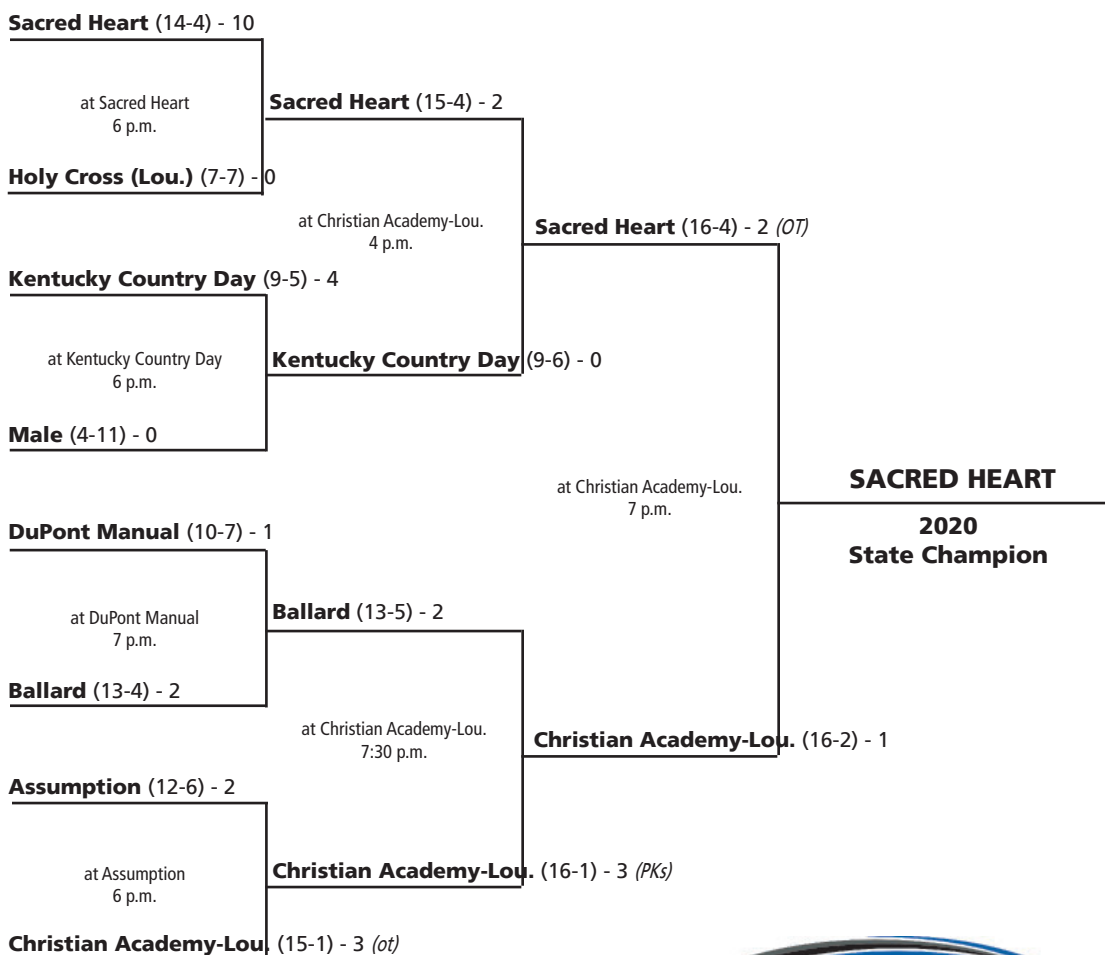 Sacred Heart (14-4) - 10
at Sacred Heart
6 p.m.
Holy Cross (Lou.) (7-7) - 0
Sacred Heart (15-4) - 2
at Christian Academy-Lou.
4 p.m.
Kentucky Country Day (9-5) - 4
at Kentucky Country Day
6 p.m.
Male (4-11) - 0
Kentucky Country Day (9-6) - 0
Sacred Heart (16-4) - 2 (OT)
at Christian Academy-Lou.
7 p.m.
SACRED HEART
2020
State Champion
DuPont Manual (10-7) - 1
at DuPont Manual
7 p.m.
Ballard (13-4) - 2
Ballard (13-5) - 2
at Christian Academy-Lou.
7:30 p.m.
Christian Academy-Lou. (16-2) - 1
Assumption (12-6) - 2
at Assumption
6 p.m.
Christian Academy-Lou. (15-1) - 3 (ot)
Christian Academy-Lou. (16-1) - 3 (PKs)